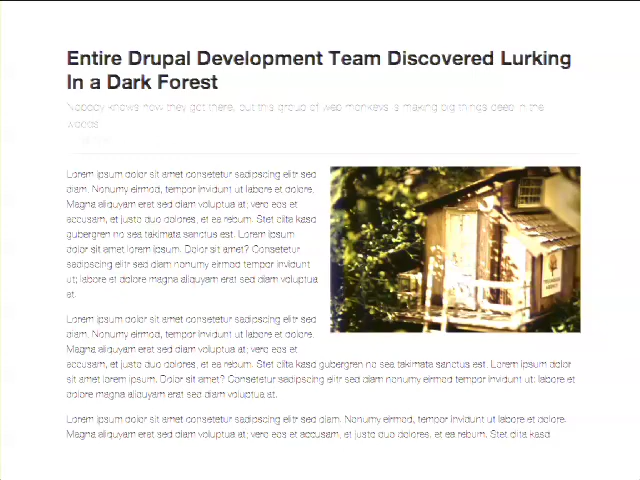 Entire Drupal Development Team Discovered Lurking
In a Dark Forest
Nobody knows how they got there, but this group of web monkeys is making big things deep in the
woods.
Lorem ipsum dolor sit amet consetetur sadipscing elitr sed
diam. Nonumy eirmod, tempor invidunt ut labore et dolore.
Magna aliquyam erat sed diam voluptua at; vero eos et
accusam, et justo duo dolores, et ea rebum. Stet clita kasd
gubergren no sea takimata sanctus est. Lorem ipsum
dolor sit amet lorem ipsum. Dolor sit amet? Consetetur
sadipscing elitr sed diam nonumy eirmod tempor invidunt
ut; labore et dolore magna aliquyam erat sed diam voluptua
at.
Lorem ipsum dolor sit amet consetetur sadipscing elitr sed
diam. Nonumy eirmod, tempor invidunt ut labore et dolore.
Magna aliquyam erat sed diam voluptua at; vero eos et
accusam, et justo duo dolores, et ea rebum. Stet clita kasd gubergren no sea takimata sanctus est. Lorem ipsum dolor
sit amet lorem ipsum. Dolor sit amet? Consetetur sadipscing elitr sed diam nonumy eirmod tempor invidunt ut; labore et
dolore magna aliquyam erat sed diam voluptua at.
Lorem ipsum dolor sit amet consetetur sadipscing elitr sed diam. Nonumy eirmod, tempor invidunt ut labore et dolore.
Magna aliquyam erat sed diam voluptua at; vero eos et accusam, et justo duo dolores, et ea rebum. Stet clita kasd